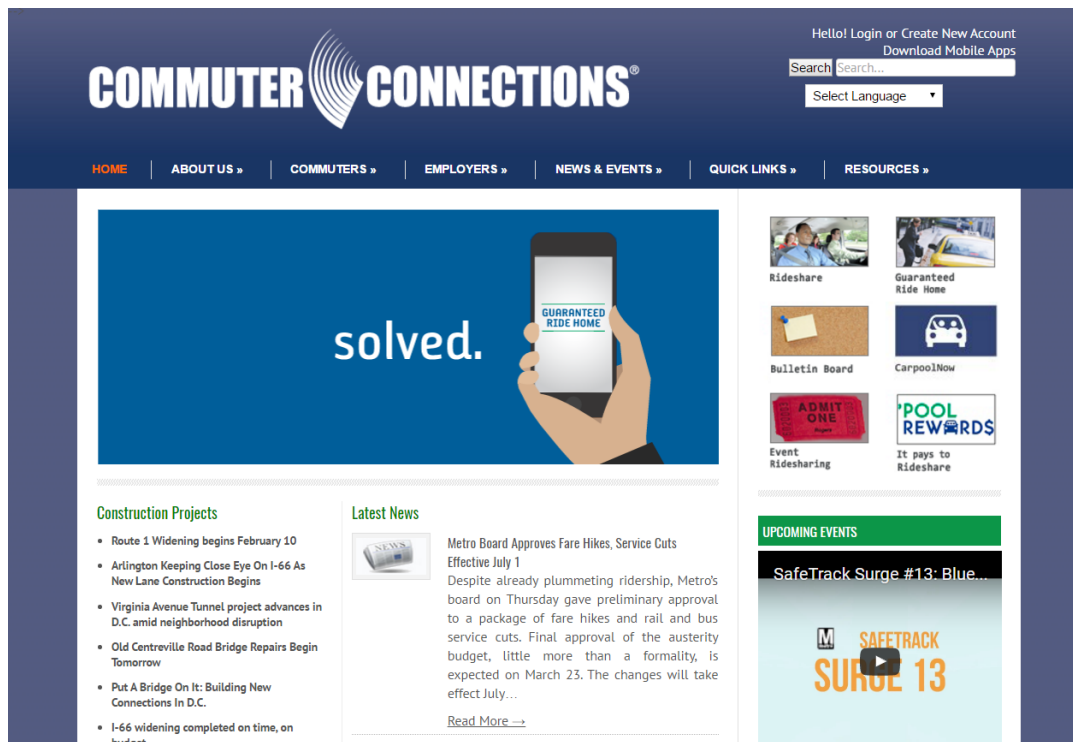 Hello! Login or Create New Account
Download Mobile Apps
Search Search...
Select Language
COMMUTER CONNECTIONS®
HOME
ABOUT US »
COMMUTERS »
EMPLOYERS »
NEWS & EVENTS »
QUICK LINKS »
RESOURCES »
solved.
GUARANTEED
RIDE HOME
Rideshare
Guaranteed
Ride Home
Bulletin Board
CarpoolNow
ADMIT
ONE
Event
Ridesharing
'POOL
REWARD$
It pays to
Rideshare
Construction Projects
Route 1 Widening begins February 10
Arlington Keeping Close Eye On I-66 As
New Lane Construction Begins
Virginia Avenue Tunnel project advances in
D.C. amid neighborhood disruption
Old Centreville Road Bridge Repairs Begin
Tomorrow
Put A Bridge On It: Building New
Connections In D.C.
I-66 widening completed on time, on
budget
Latest News
NEWS
Metro Board Approves Fare Hikes, Service Cuts
Effective July 1
Despite already plummeting ridership, Metro's
board on Thursday gave preliminary approval
to a package of fare hikes and rail and bus
service cuts. Final approval of the austerity
budget, little more than a formality, is
expected on March 23. The changes will take
effect July…
Read More →
UPCOMING EVENTS
SafeTrack Surge #13: Blue...
M
SAFETRACK
SURGE 13